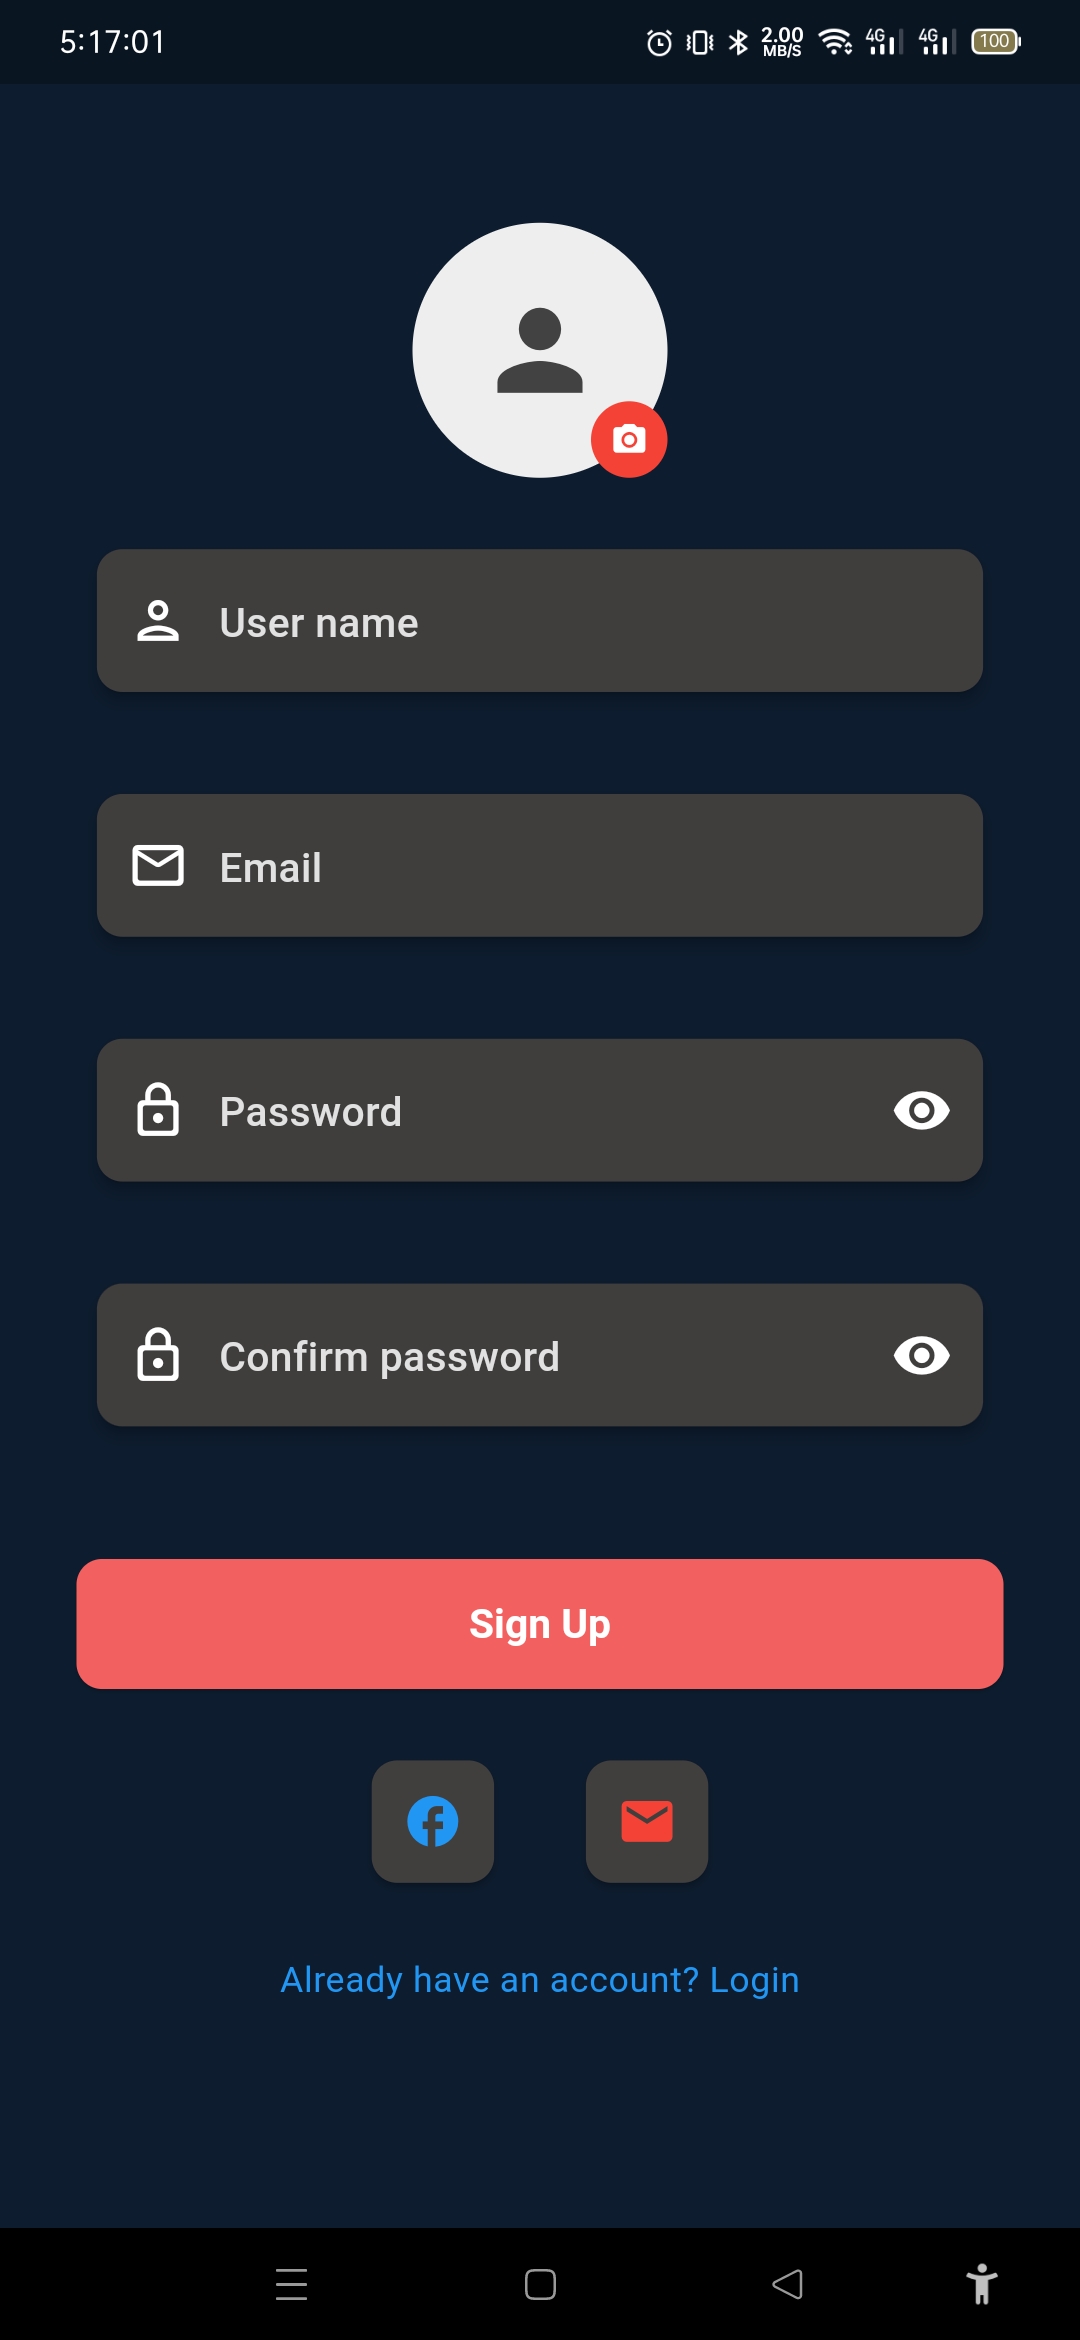 5:17:01
2.00
MB/S
4G
4G
100
User name
Email
Password
Confirm password
Sign Up
Already have an account? Login